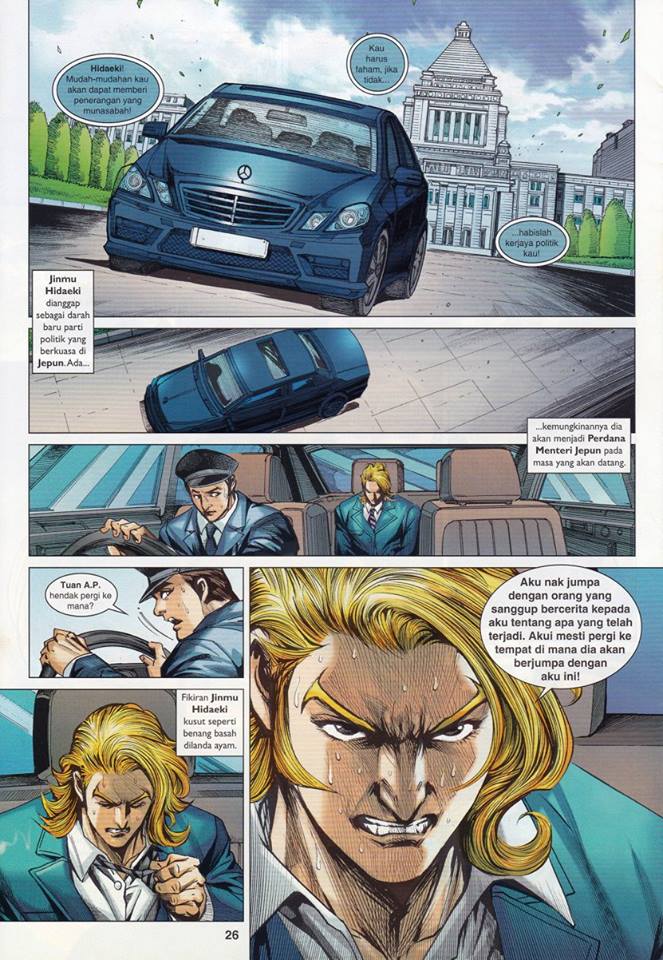 Hidaeki!
Mudah-mudahan kau
akan dapat memberi
penerangan yang
munasabah!
Kau
harus
faham, jika
tidak...
...habislah
kerjaya politik
kau!
Jinmu
Hidaeki
dianggap
sebagai darah
baru parti
politik yang
berkuasa di
Jepun. Ada...
...kemungkinannya dia
akan menjadi Perdana
Menteri Jepun pada
masa yang akan datang.
Tuan A.P.
hendak pergi ke
mana?
Aku nak jumpa
dengan orang yang
sanggup bercerita kepada
aku tentang apa yang telah
terjadi. Akui mesti pergi ke
tempat di mana dia akan
berjumpa dengan
aku ini!
Fikiran Jinmu
Hidaeki
kusut seperti
benang basah
dilanda ayam.
26